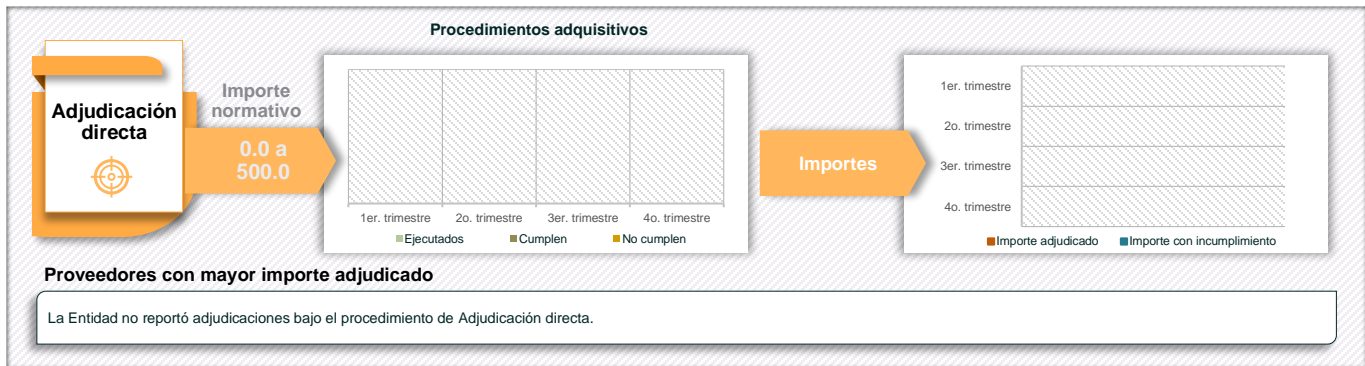 Procedimientos adquisitivos
Adjudicación
directa
Importe
normativo
0.0 a
500.0
1er. trimestre 2o. trimestre 3er. trimestre 4o. trimestre
Ejecutados Cumplen No cumplen
Importes
1er. trimestre
2o. trimestre
3er. trimestre
4o. trimestre
Importe adjudicado Importe con incumplimiento
Proveedores con mayor importe adjudicado
La Entidad no reportó adjudicaciones bajo el procedimiento de Adjudicación directa.